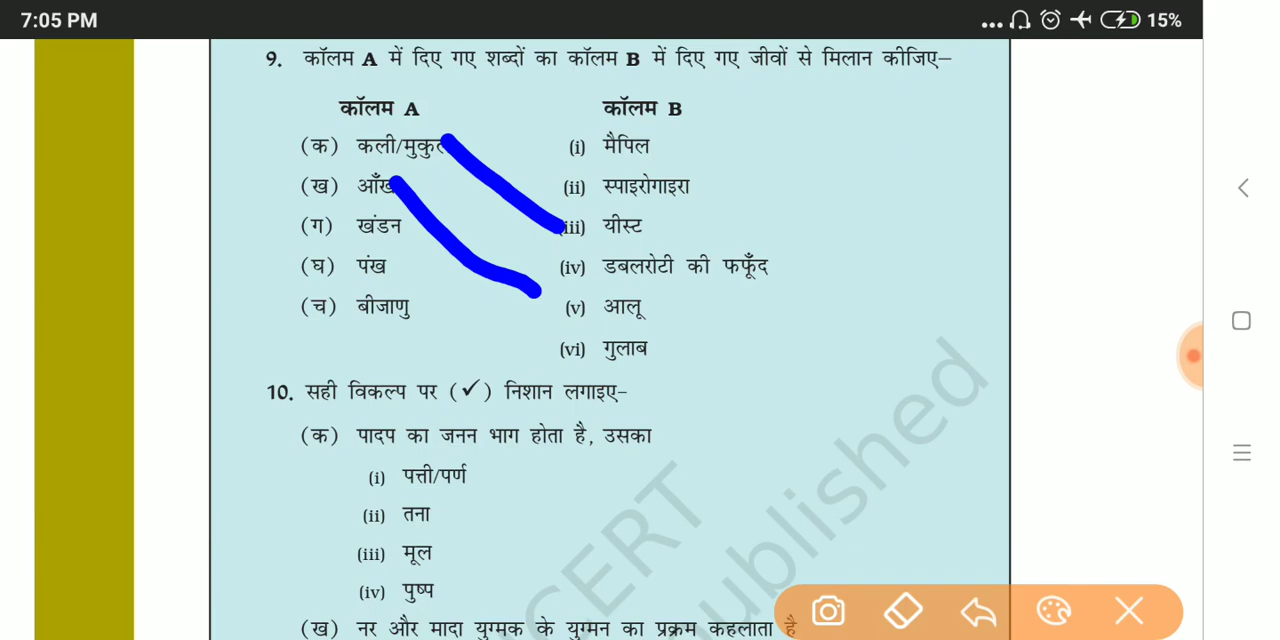 7:05 PM
15%
9. कॉलम A में दिए गए शब्दों का कॉलम B में दिए गए जीवों से मिलान कीजिए–
कॉलम A कॉलम B
(क) कली/मुकुल (i) मैपिल
(ख) आँख (ii) स्पाइरोगाइरा
(ग) खंडन (iii) यीस्ट
(घ) पंख (iv) डबलरोटी की फफूँद
(च) बीजाणु (v) आलू
(vi) गुलाब
10. सही विकल्प पर (✓) निशान लगाइए–
(क) पादप का जनन भाग होता है, उसका
(i) पत्ती/पर्ण
(ii) तना
(iii) मूल
(iv) पुष्प
(ख) नर और मादा युग्मक के युग्मन का प्रक्रम कहलाता है